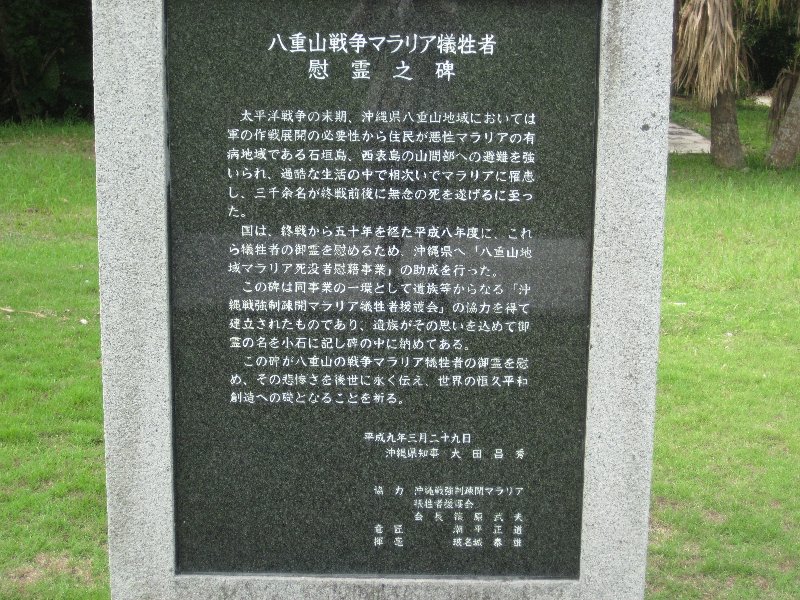 八重山戦争マラリア犠牲者
慰霊之碑
太平洋戦争の末期、沖縄県八重山地域においては
軍の作戦展開の必要性から住民が悪性マラリアの有
病地域である石垣島、西表島の山間部への避難を強
いられ、過酷な生活の中で相次いでマラリアに罹患
し、三千余名が終戦前後に無念の死を遂げるに至っ
た。
国は、終戦から五十年を経た平成八年度に、これ
ら犠牲者の御霊を慰めるため、沖縄県へ「八重山地
域マラリア死没者慰藉事業」の助成を行った。
この碑は同事業の一環として遺族等からなる「沖
縄戦強制疎開マラリア犠牲者援護会」の協力を得て
建立されたものであり、遺族がその思いを込めて御
霊の名を小石に記し碑の中に納めてある。
この碑が八重山の戦争マラリア犠牲者の御霊を慰
め、その悲惨さを後世に永く伝え、世界の恒久平和
創造への礎となることを祈る。
平成九年三月二十九日
沖縄県知事 大田昌秀
協力 沖縄戦強制疎開マラリア
犠牲者援護会
会長 篠原武夫
意匠 潮平正道
揮毫 玻名城泰雄